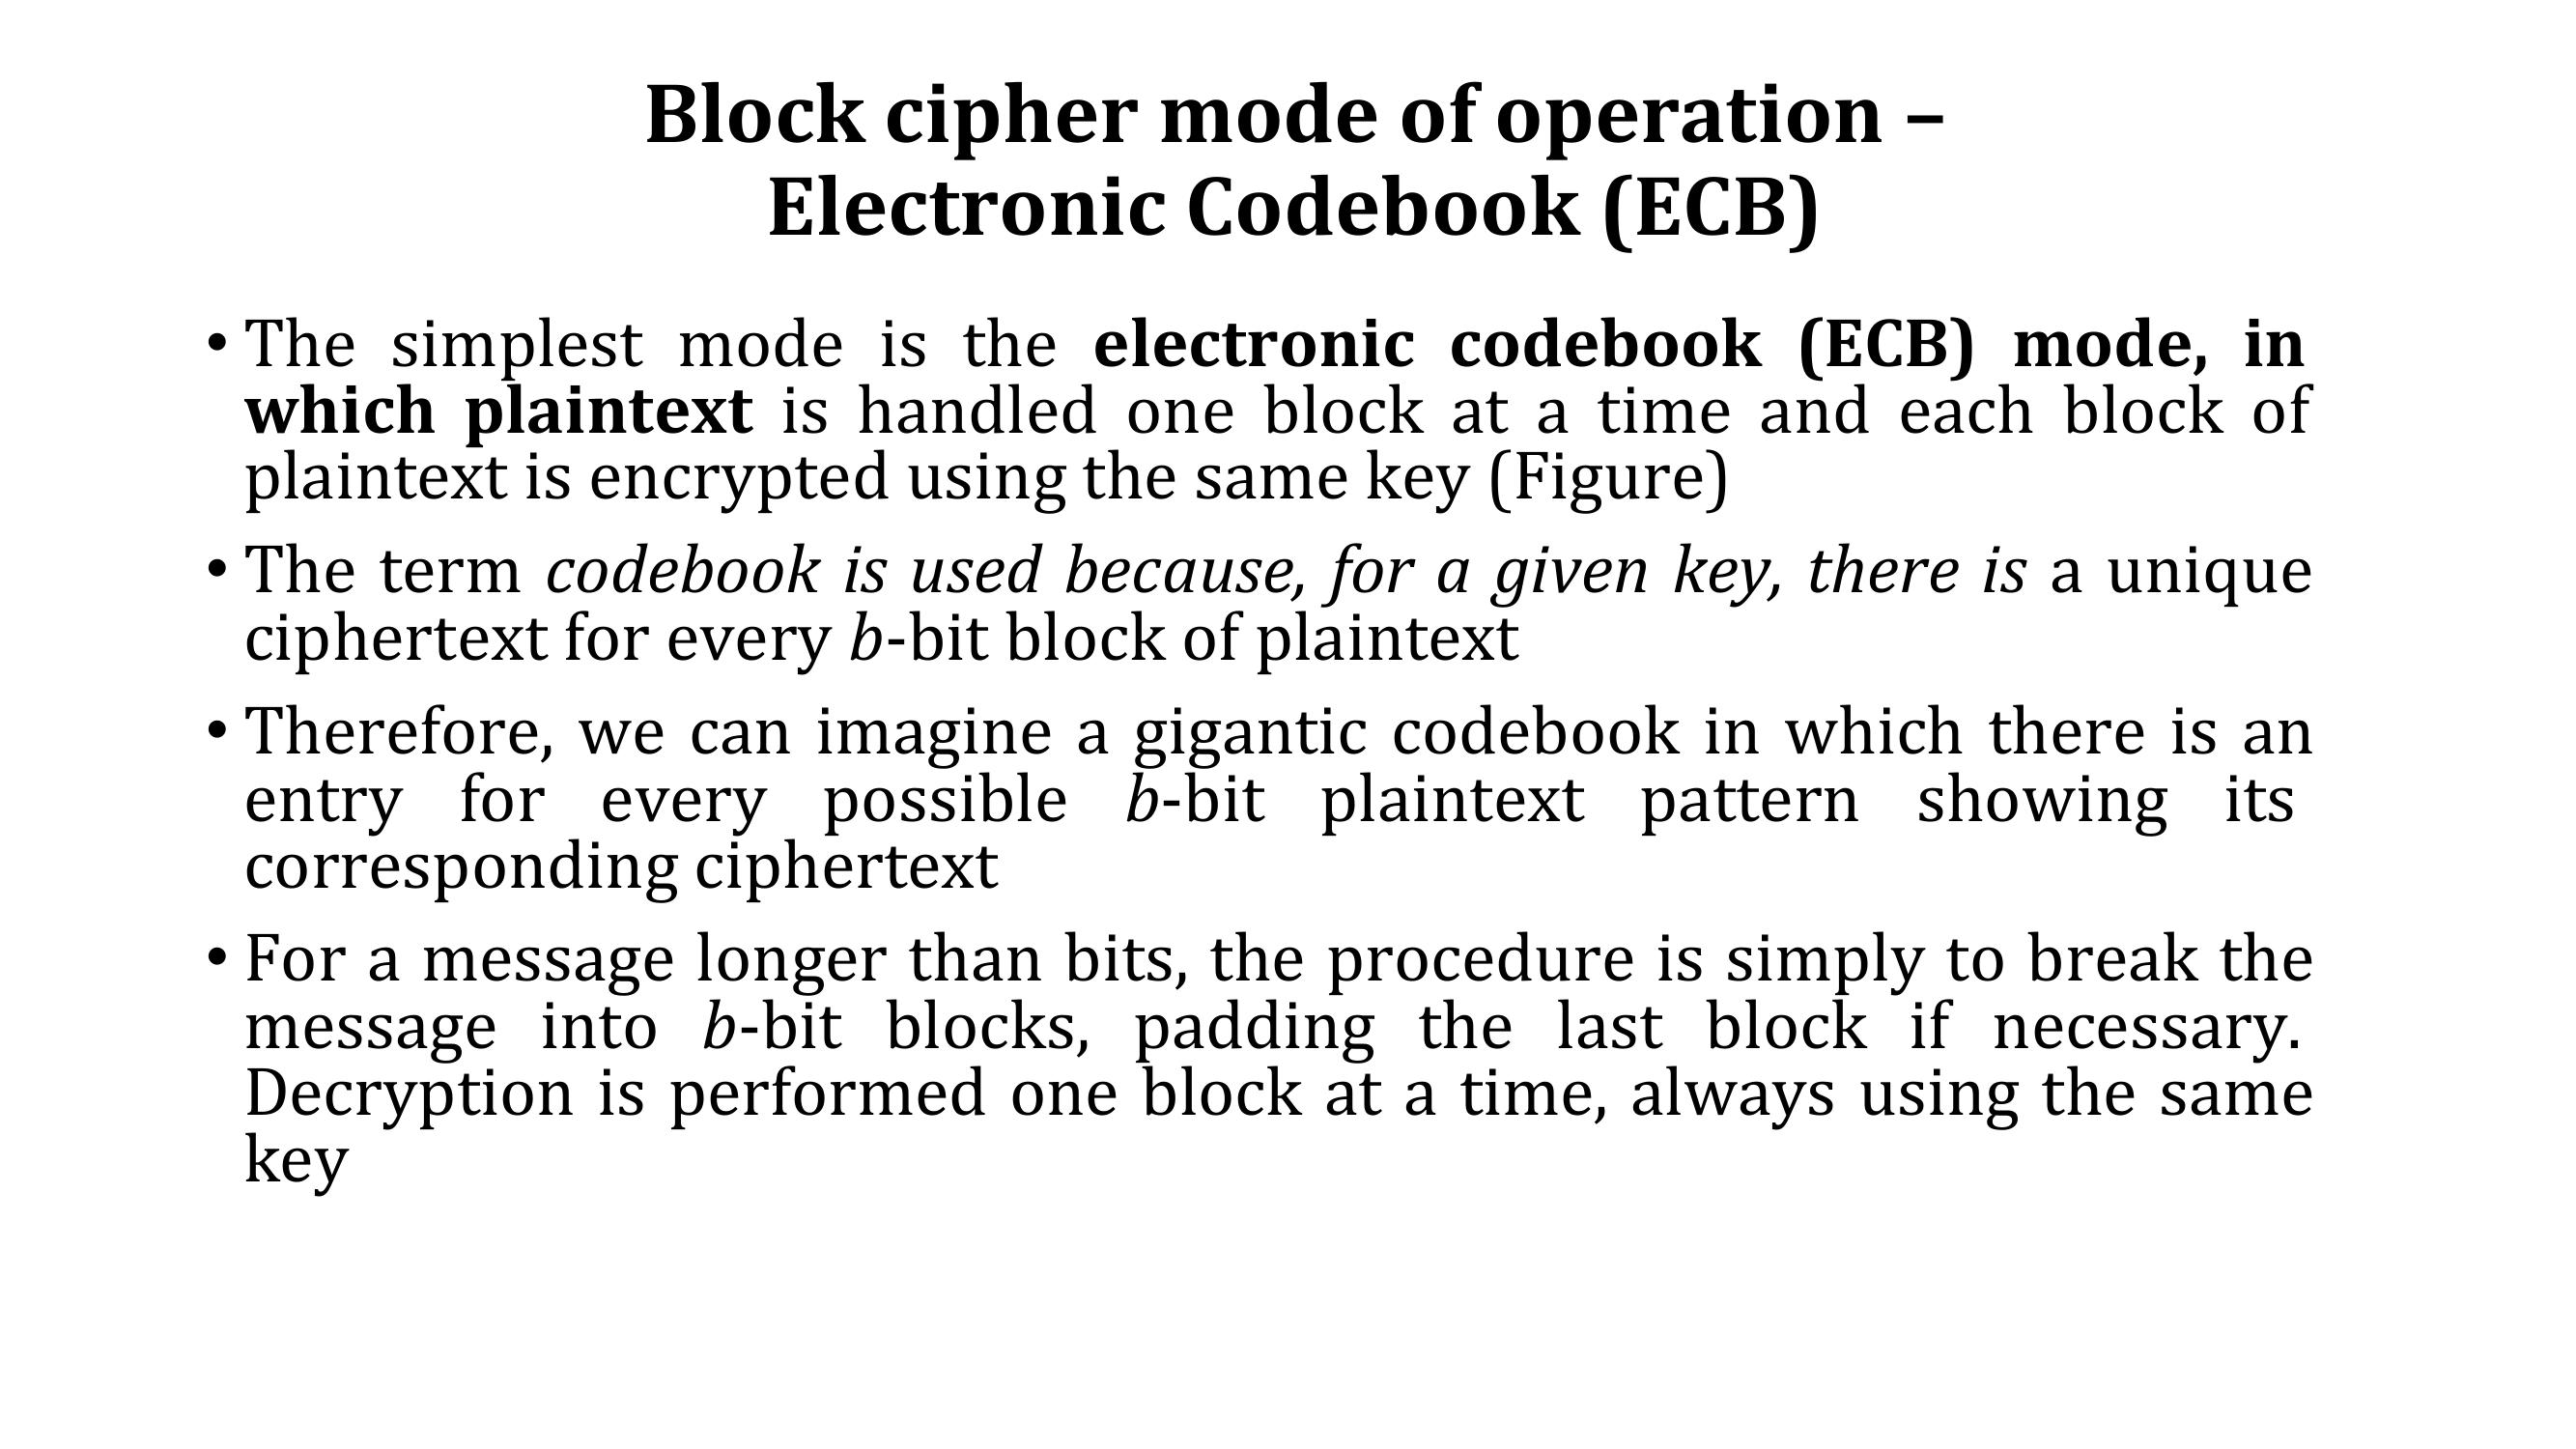 Block cipher mode of operation –
Electronic Codebook (ECB)
• The simplest mode is the electronic codebook (ECB) mode, in
which plaintext is handled one block at a time and each block of
plaintext is encrypted using the same key (Figure)
• The term codebook is used because, for a given key, there is a unique
ciphertext for every b-bit block of plaintext
• Therefore, we can imagine a gigantic codebook in which there is an
entry for every possible b-bit plaintext pattern showing its
corresponding ciphertext
• For a message longer than bits, the procedure is simply to break the
message into b-bit blocks, padding the last block if necessary.
Decryption is performed one block at a time, always using the same
key